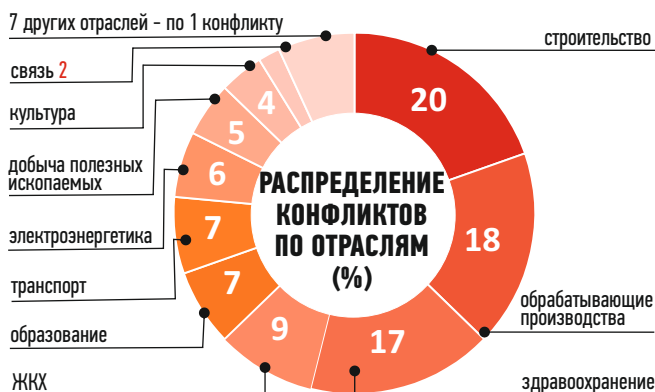 7 других отраслей - по 1 конфликту
связь 2
культура
добыча полезных
ископаемых
электроэнергетика
транспорт
образование
ЖКХ
строительство
обрабатывающие
производства
здравоохранение
20
18
17
9
7
7
6
5
4
РАСПРЕДЕЛЕНИЕ
КОНФЛИКТОВ
ПО ОТРАСЛЯМ
(%)